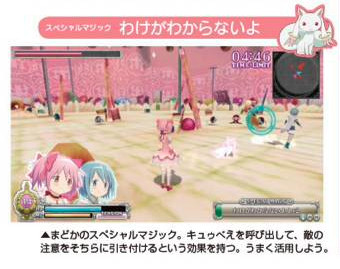 スペシャルマジック わけがわからないよ
04:46
TIME LIMIT
▲まどかのスペシャルマジック。キュゥべえを呼び出して、敵の
注意をそちらに引き付けるという効果を持つ。うまく活用しよう。